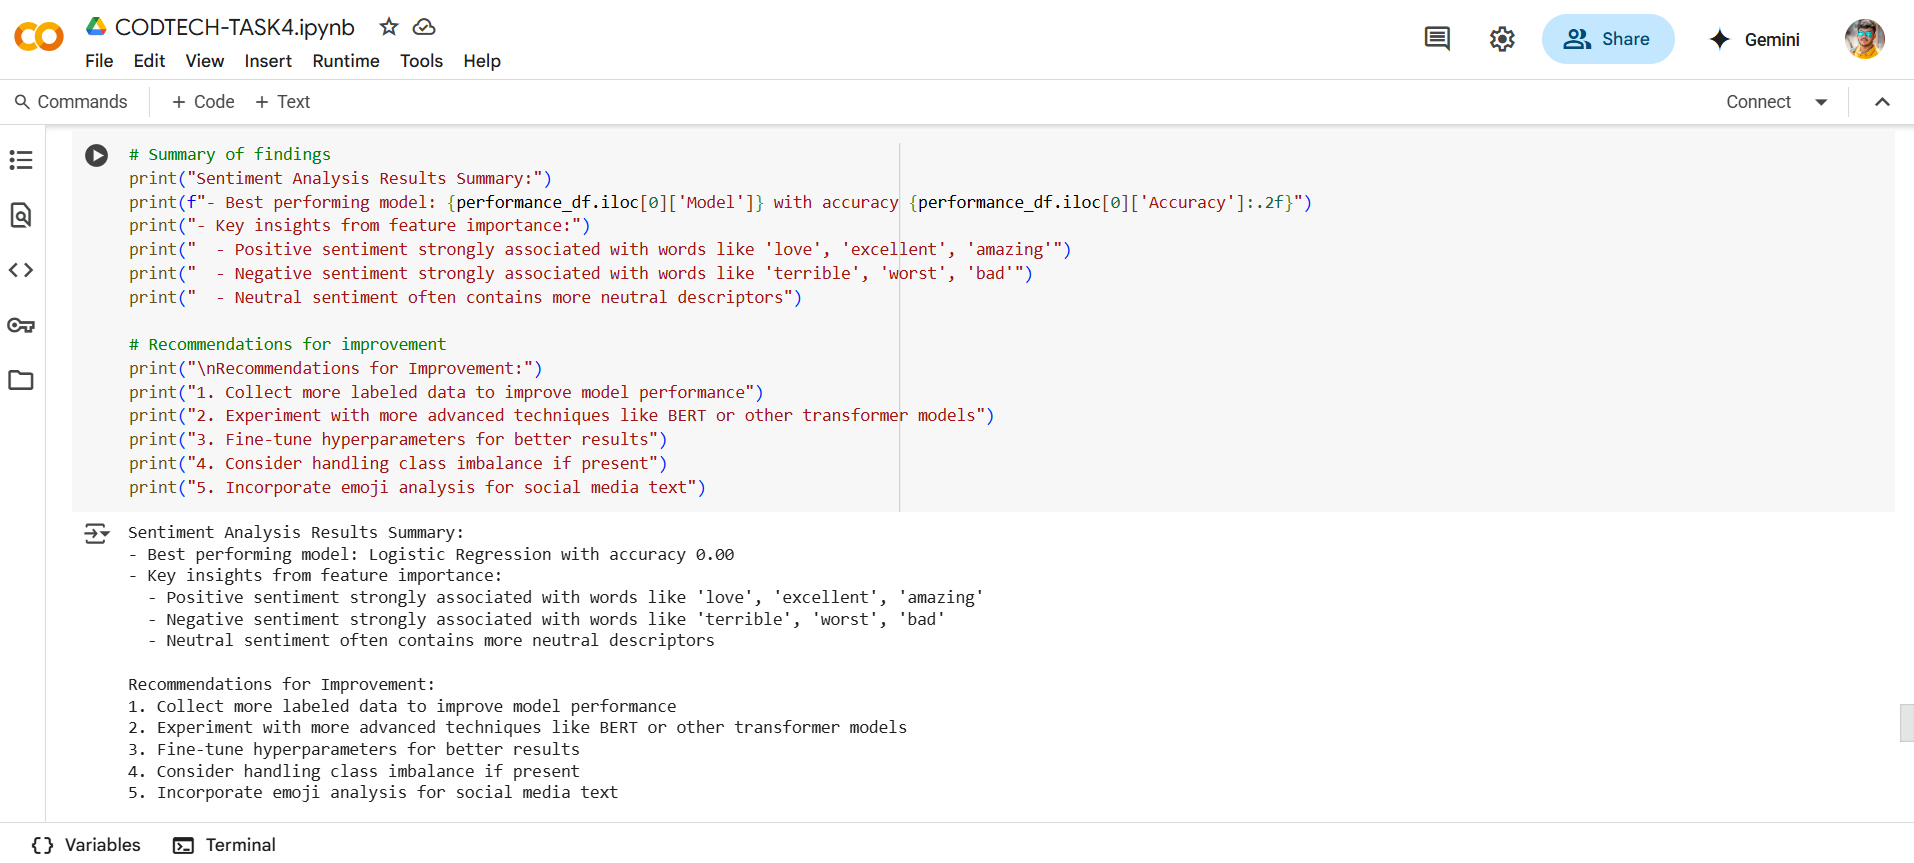 CODTECH-TASK4.ipynb
File Edit View Insert Runtime Tools Help
Share
Gemini
Commands + Code + Text
Connect
# Summary of findings
print("Sentiment Analysis Results Summary:")
print(f"- Best performing model: {performance_df.iloc[0]['Model']} with accuracy {performance_df.iloc[0]['Accuracy']:.2f}")
print("- Key insights from feature importance:")
print("  - Positive sentiment strongly associated with words like 'love', 'excellent', 'amazing'")
print("  - Negative sentiment strongly associated with words like 'terrible', 'worst', 'bad'")
print("  - Neutral sentiment often contains more neutral descriptors")
# Recommendations for improvement
print("\nRecommendations for Improvement:")
print("1. Collect more labeled data to improve model performance")
print("2. Experiment with more advanced techniques like BERT or other transformer models")
print("3. Fine-tune hyperparameters for better results")
print("4. Consider handling class imbalance if present")
print("5. Incorporate emoji analysis for social media text")
Sentiment Analysis Results Summary:
- Best performing model: Logistic Regression with accuracy 0.00
- Key insights from feature importance:
  - Positive sentiment strongly associated with words like 'love', 'excellent', 'amazing'
  - Negative sentiment strongly associated with words like 'terrible', 'worst', 'bad'
  - Neutral sentiment often contains more neutral descriptors
Recommendations for Improvement:
1. Collect more labeled data to improve model performance
2. Experiment with more advanced techniques like BERT or other transformer models
3. Fine-tune hyperparameters for better results
4. Consider handling class imbalance if present
5. Incorporate emoji analysis for social media text
Variables Terminal